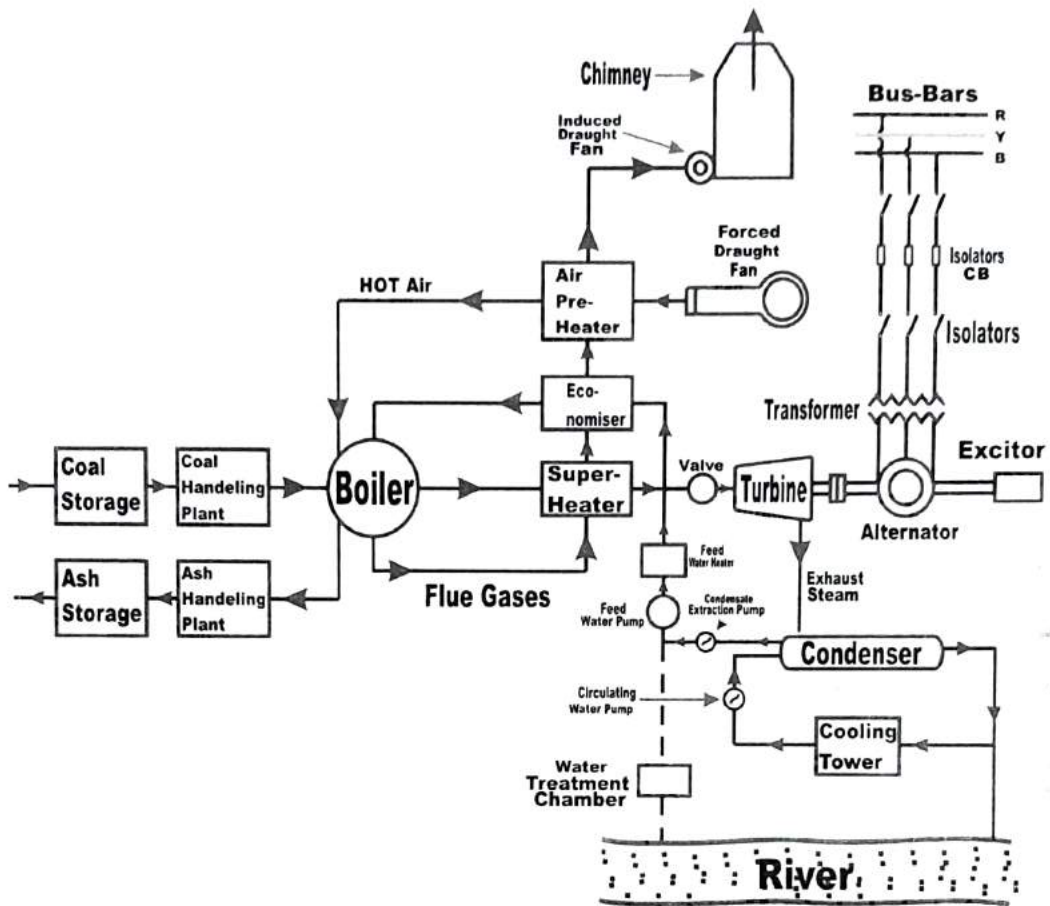 Chimney
Induced
Draught
Fan
Bus-Bars
R
Y
B
Forced
Draught
Fan
Isolators
CB
HOT Air
Air
Pre-
Heater
Isolators
Eco-
nomiser
Transformer
Coal
Storage
Coal
Handeling
Plant
Boiler
Super-
Heater
Valve
Turbine
Excitor
Alternator
Ash
Storage
Ash
Handeling
Plant
Flue Gases
Feed
Water Heater
Exhaust
Steam
Feed
Water Pump
Condensate
Extraction Pump
Condenser
Circulating
Water Pump
Cooling
Tower
Water
Treatment
Chamber
River